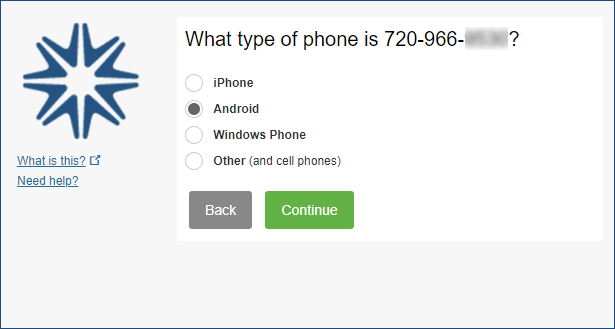 What type of phone is 720-966-?
iPhone
Android
Windows Phone
Other (and cell phones)
What is this?
Need help?
Back
Continue